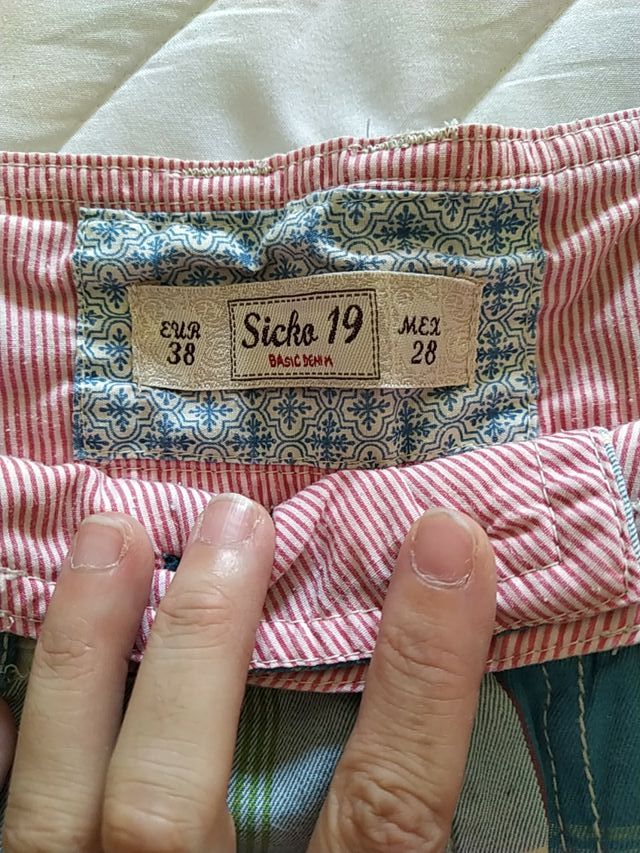 EUR
38
Sicko 19
BASIC DENIM
MEX
28